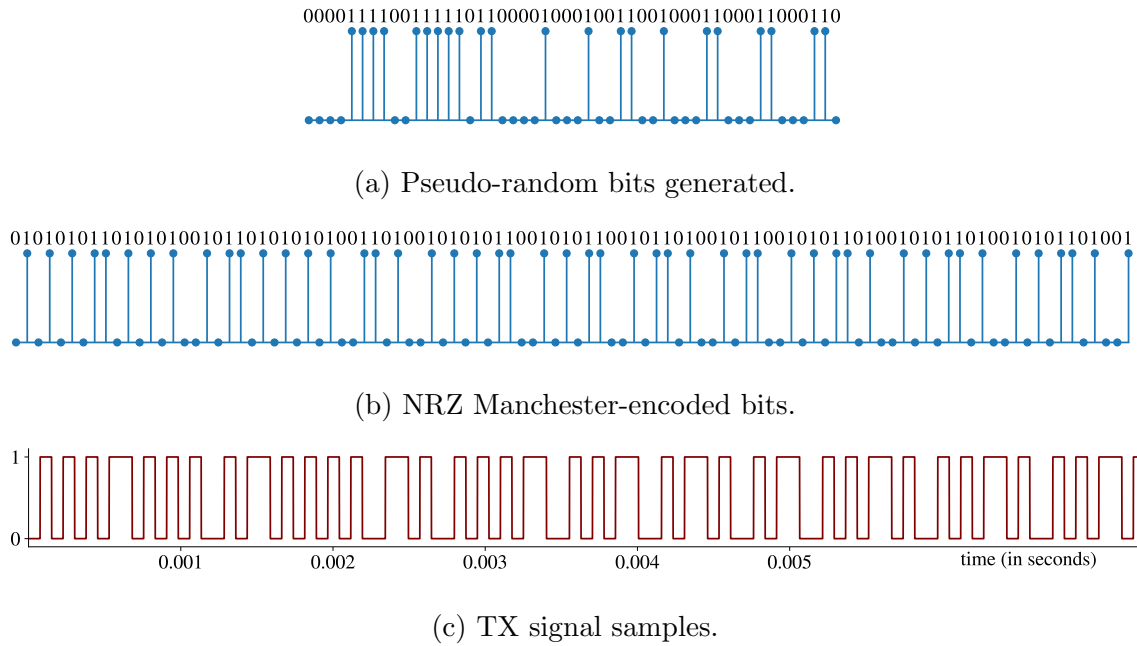 00001111001111101100001000100110010001100011000110
(a) Pseudo-random bits generated.
0101010110101010010110101010100110100101010110010101100101101001011001010110100101011010010101101001
(b) NRZ Manchester-encoded bits.
1
0
0.001 0.002 0.003 0.004 0.005 time (in seconds)
(c) TX signal samples.